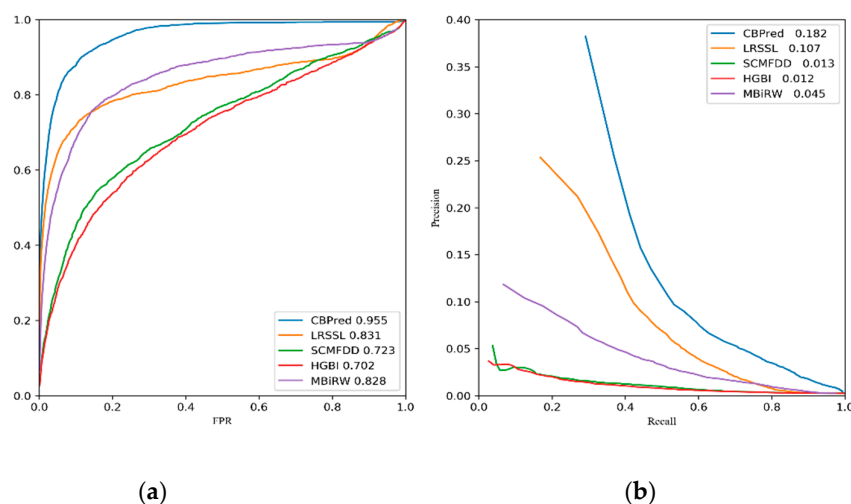 1.0
0.8
0.6
0.4
0.2
0.0
CBPred 0.955
LRSSL 0.831
SCMFDD 0.723
HGBI 0.702
MBiRW 0.828
0.0 0.2 0.4 0.6 0.8 1.0
FPR
(a)
0.40
0.35
0.30
0.25
0.20
0.15
0.10
0.05
0.00
Precision
CBPred 0.182
LRSSL 0.107
SCMFDD 0.013
HGBI 0.012
MBiRW 0.045
0.0 0.2 0.4 0.6 0.8 1.0
Recall
(b)